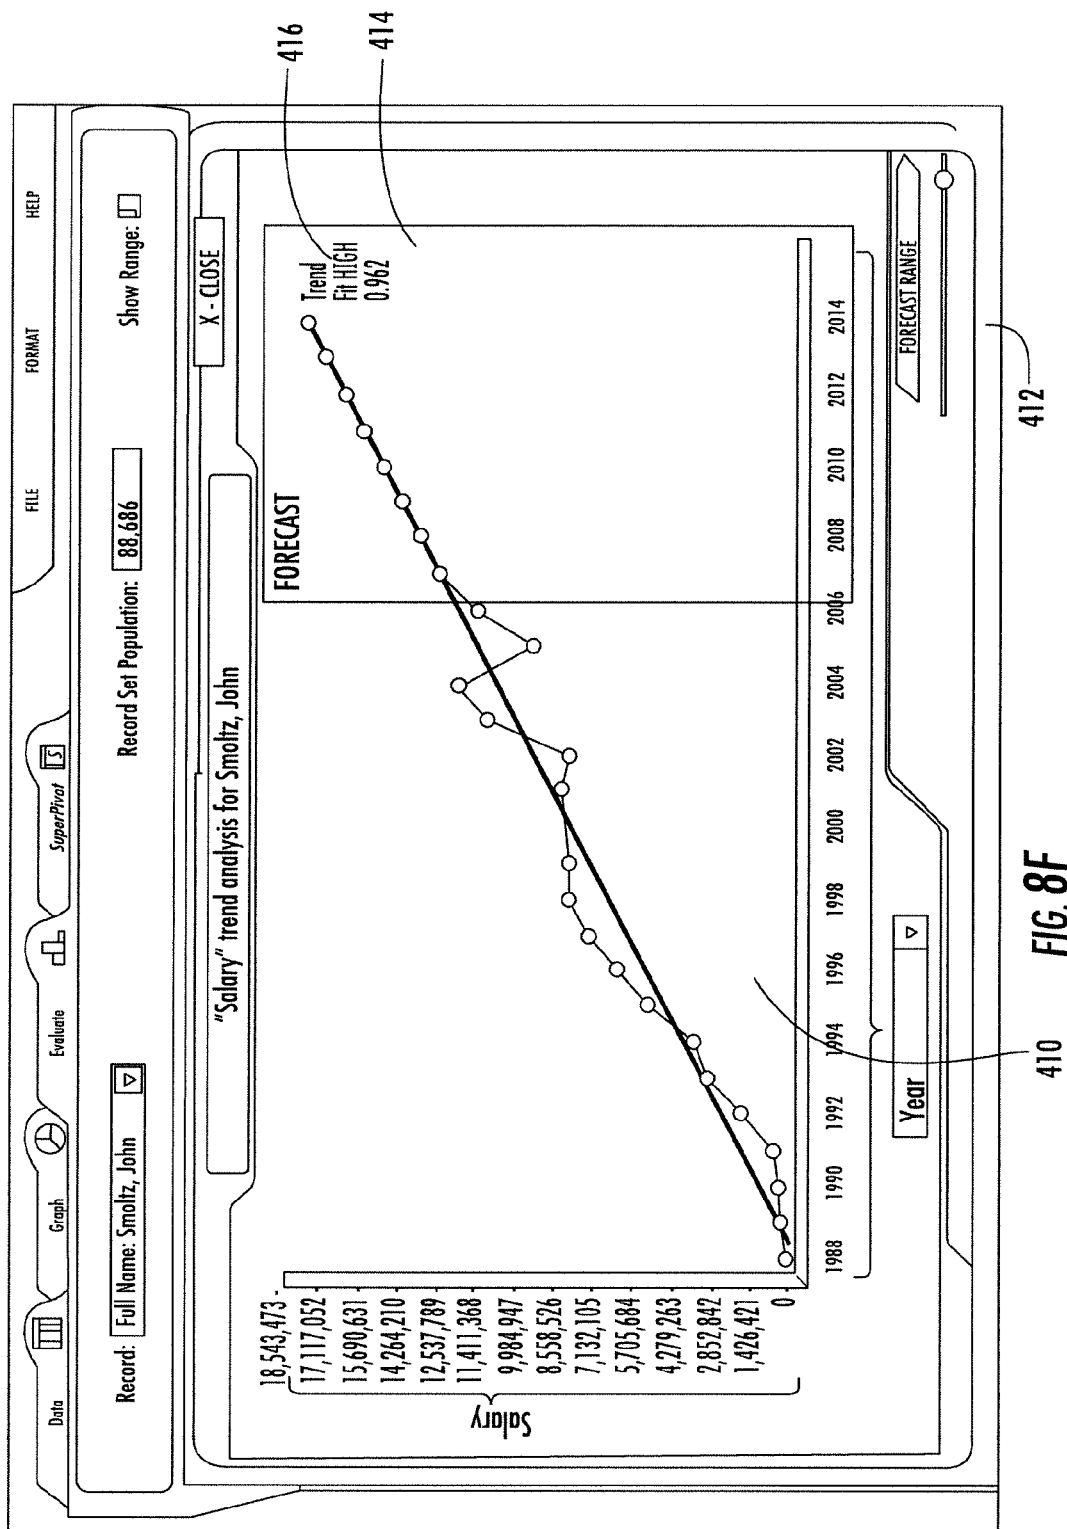 Data
Graph
Evaluate
SuperPivot
S
FILE
FORMAT
HELP
Record:
Full Name: Smoltz, John
Record Set Population:
88,686
Show Range:
"Salary" trend analysis for Smoltz, John
X - CLOSE
Salary
18,543,473
17,117,052
15,690,631
14,264,210
12,537,789
11,411,368
9,984,947
8,558,526
7,132,105
5,705,684
4,279,263
2,852,842
1,426,421
0
FORECAST
Trend
Fit HIGH
0.962
416
414
1988
1990
1992
1994
1996
1998
2000
2002
2004
2006
2008
2010
2012
2014
Year
FORECAST RANGE
410
412
FIG. 8F